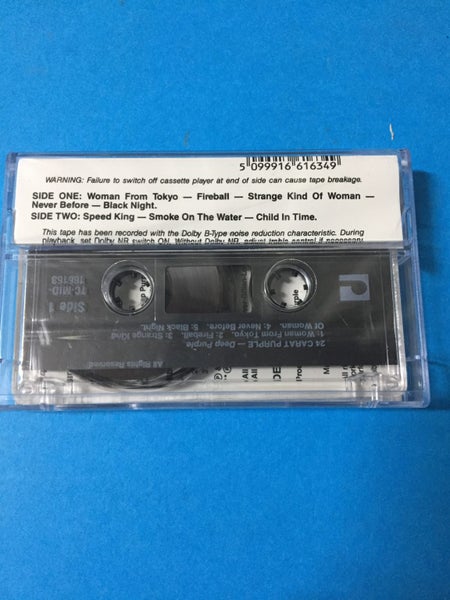 5 099916 616349
WARNING: Failure to switch off cassette player at end of side can cause tape breakage.
SIDE ONE: Woman From Tokyo — Fireball — Strange Kind Of Woman —
Never Before — Black Night.
SIDE TWO: Speed King — Smoke On The Water — Child In Time.
This tape has been recorded with the Dolby B-Type noise reduction characteristic. During
playback, set Dolby NR switch ON. Without Dolby NR, adjust treble control if necessary.
24 CARAT PURPLE — Deep Purple
1: Woman From Tokyo. 2: Fireball. 3: Strange Kind
Of Woman. 4: Never Before. 5: Black Night.
Side 1
All Rights Reserved